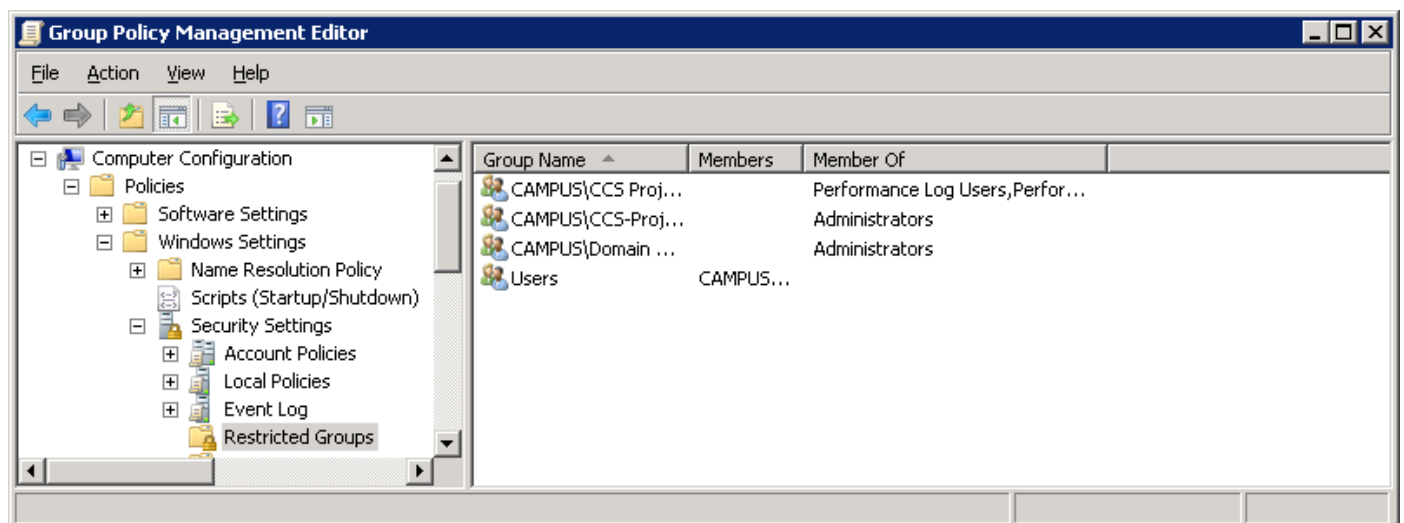 Group Policy Management Editor
File Action View Help
Computer Configuration
Policies
Software Settings
Windows Settings
Name Resolution Policy
Scripts (Startup/Shutdown)
Security Settings
Account Policies
Local Policies
Event Log
Restricted Groups
Group Name Members Member Of
CAMPUS\CCS Proj... Performance Log Users,Perfor...
CAMPUS\CCS-Proj... Administrators
CAMPUS\Domain ... Administrators
Users CAMPUS...